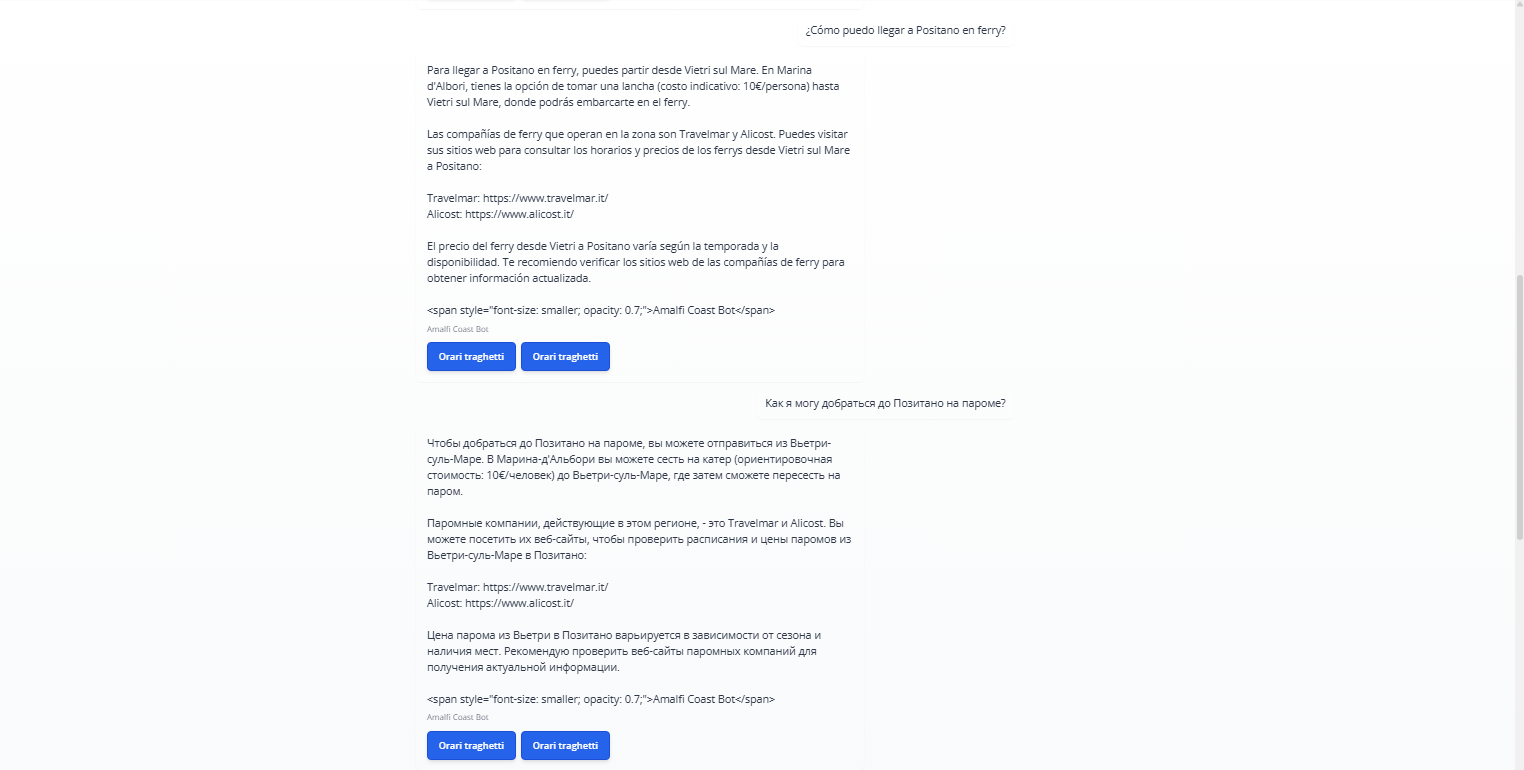 ¿Cómo puedo llegar a Positano en ferry?
Para llegar a Positano en ferry, puedes partir desde Vietri sul Mare. En Marina
d'Albori, tienes la opción de tomar una lancha (costo indicativo: 10€/persona) hasta
Vietri sul Mare, donde podrás embarcarte en el ferry.
Las compañías de ferry que operan en la zona son Travelmar y Alicost. Puedes visitar
sus sitios web para consultar los horarios y precios de los ferrys desde Vietri sul Mare
a Positano:
Travelmar: https://www.travelmar.it/
Alicost: https://www.alicost.it/
El precio del ferry desde Vietri a Positano varía según la temporada y la
disponibilidad. Te recomiendo verificar los sitios web de las compañías de ferry para
obtener información actualizada.
<span style="font-size: smaller; opacity: 0.7;">Amalfi Coast Bot</span>
Amalfi Coast Bot
Orari traghetti Orari traghetti
Как я могу добраться до Позитано на пароме?
Чтобы добраться до Позитано на пароме, вы можете отправиться из Вьетри-
суль-Маре. В Марина-д'Альбори вы можете сесть на катер (ориентировочная
стоимость: 10€/человек) до Вьетри-суль-Маре, где затем сможете пересесть на
паром.
Паромные компании, действующие в этом регионе, - это Travelmar и Alicost. Вы
можете посетить их веб-сайты, чтобы проверить расписания и цены паромов из
Вьетри-суль-Маре в Позитано:
Travelmar: https://www.travelmar.it/
Alicost: https://www.alicost.it/
Цена парома из Вьетри в Позитано варьируется в зависимости от сезона и
наличия мест. Рекомендую проверить веб-сайты паромных компаний для
получения актуальной информации.
<span style="font-size: smaller; opacity: 0.7;">Amalfi Coast Bot</span>
Amalfi Coast Bot
Orari traghetti Orari traghetti